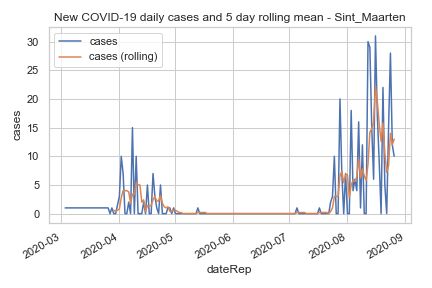 New COVID-19 daily cases and 5 day rolling mean - Sint_Maarten
cases
cases (rolling)
30
25
20
15
10
5
0
cases
2020-03
2020-04
2020-05
2020-06
2020-07
2020-08
2020-09
dateRep